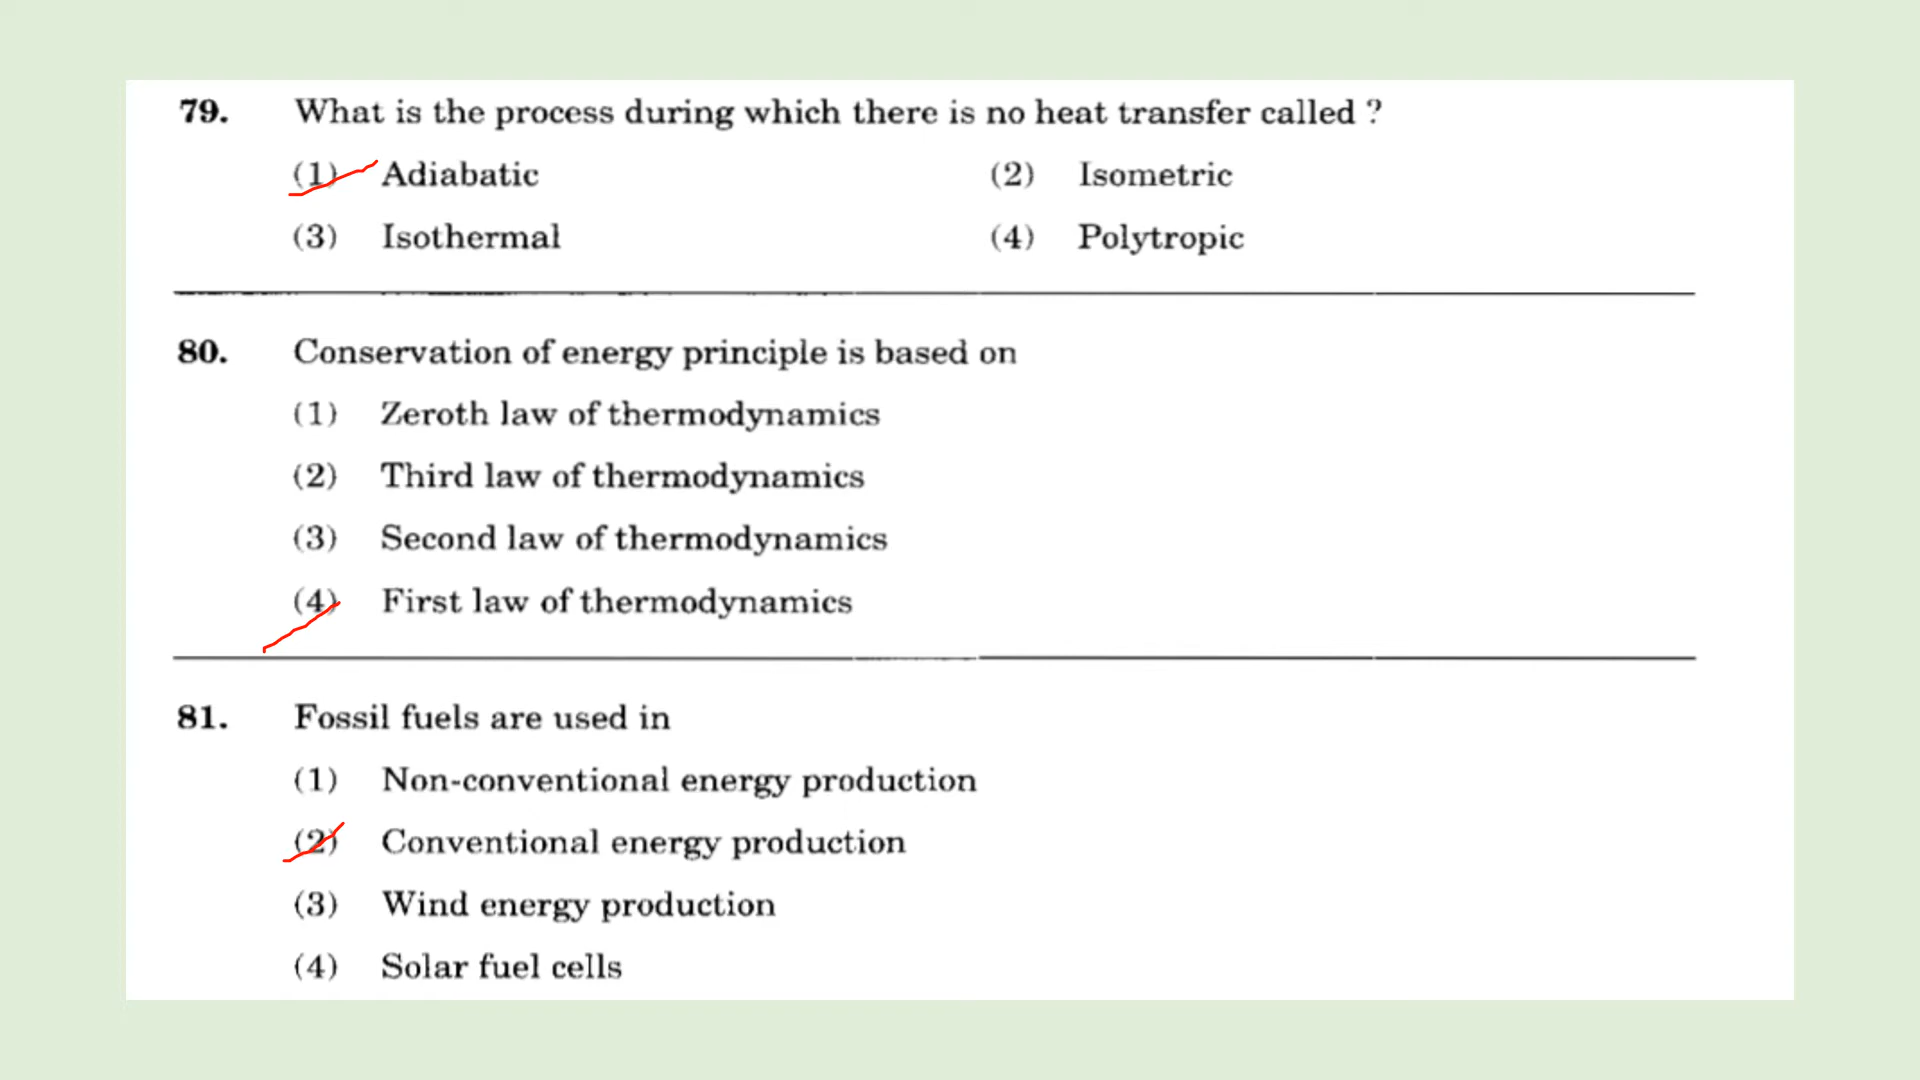 79. What is the process during which there is no heat transfer called ?
(1) Adiabatic (2) Isometric
(3) Isothermal (4) Polytropic
80. Conservation of energy principle is based on
(1) Zeroth law of thermodynamics
(2) Third law of thermodynamics
(3) Second law of thermodynamics
(4) First law of thermodynamics
81. Fossil fuels are used in
(1) Non-conventional energy production
(2) Conventional energy production
(3) Wind energy production
(4) Solar fuel cells